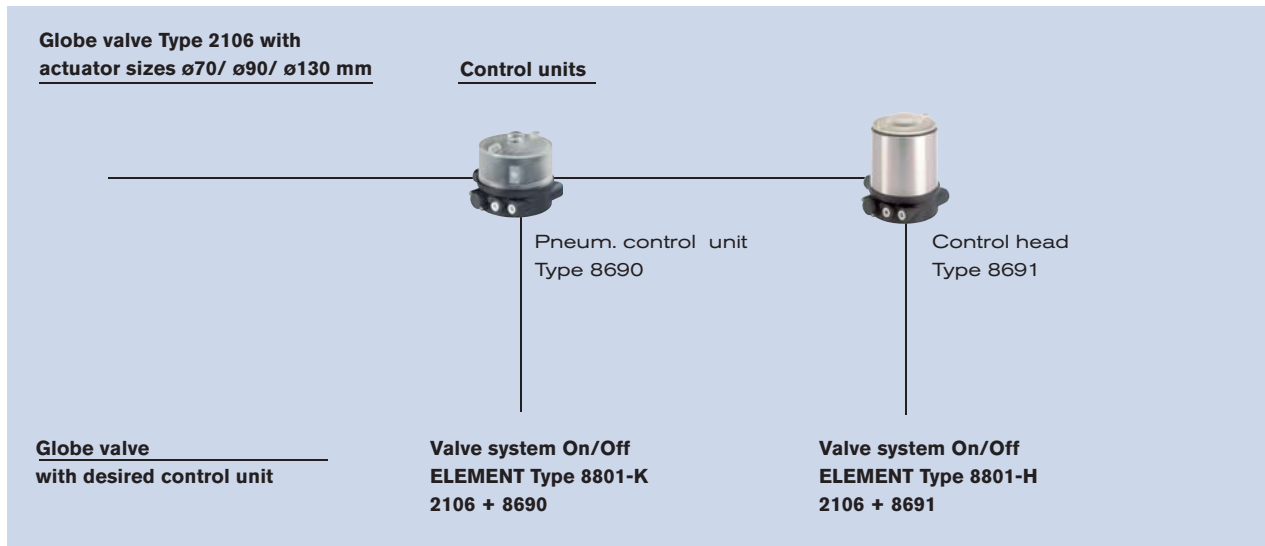 Globe valve Type 2106 with
actuator sizes ø70/ ø90/ ø130 mm
Control units
Pneum. control unit
Type 8690
Control head
Type 8691
Globe valve
with desired control unit
Valve system On/Off
ELEMENT Type 8801-K
2106 + 8690
Valve system On/Off
ELEMENT Type 8801-H
2106 + 8691